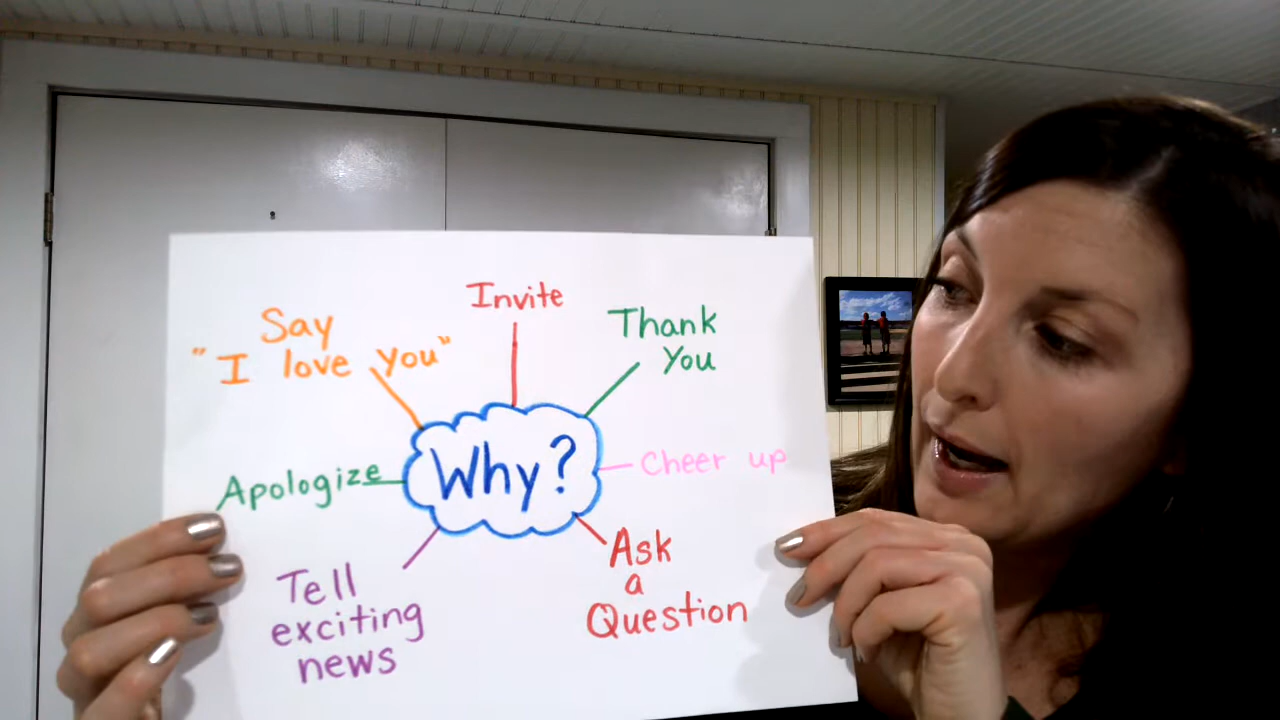 Invite
Say
"I love you"
Thank
You
Why?
Cheer up
Apologize
Ask
a
Question
Tell
exciting
news